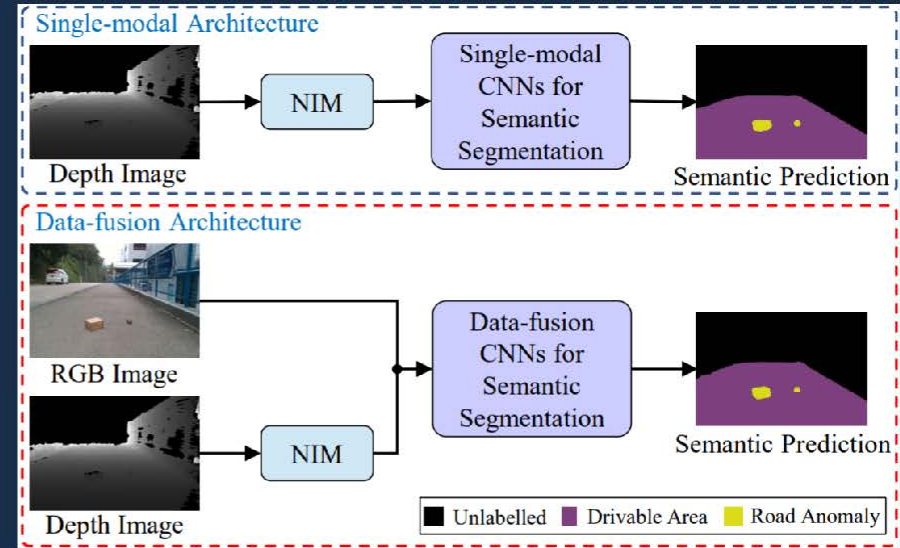 Single-modal Architecture
Depth Image
NIM
Single-modal
CNNs for
Semantic
Segmentation
Semantic Prediction
Data-fusion Architecture
RGB Image
Depth Image
NIM
Data-fusion
CNNs for
Semantic
Segmentation
Semantic Prediction
Unlabelled Drivable Area Road Anomaly